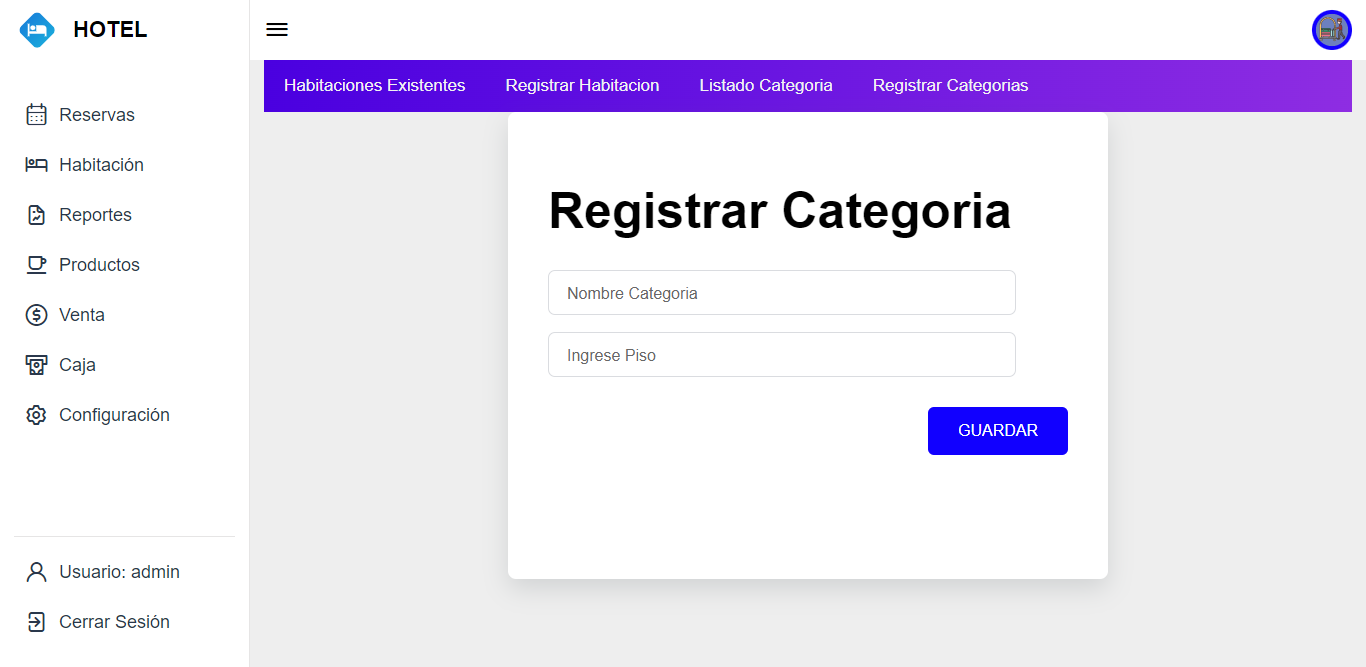 HOTEL
Reservas
Habitación
Reportes
Productos
Venta
Caja
Configuración
Usuario: admin
Cerrar Sesión
Habitaciones Existentes Registrar Habitacion Listado Categoria Registrar Categorias
Registrar Categoria
Nombre Categoria
Ingrese Piso
GUARDAR